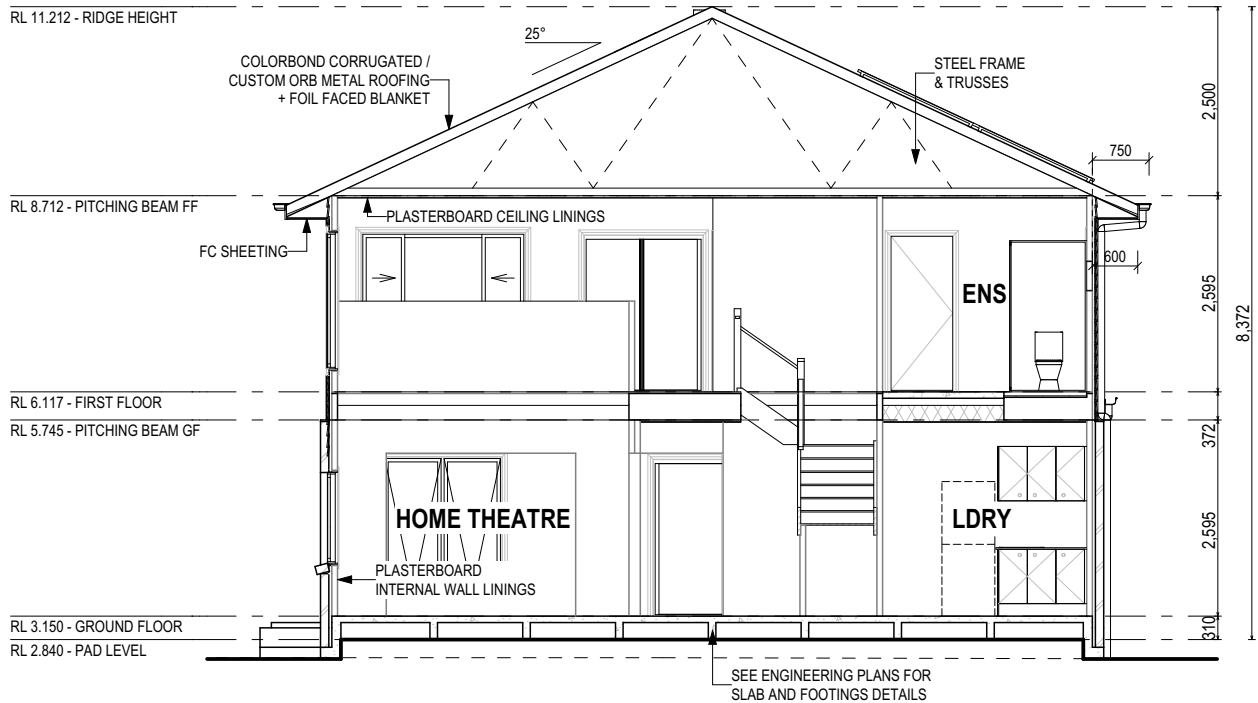 RL 11.212 - RIDGE HEIGHT
25°
COLORBOND CORRUGATED /
CUSTOM ORB METAL ROOFING
+ FOIL FACED BLANKET
STEEL FRAME
& TRUSSES
2,500
750
RL 8.712 - PITCHING BEAM FF
PLASTERBOARD CEILING LININGS
FC SHEETING
600
ENS
2,595
8,372
RL 6.117 - FIRST FLOOR
372
RL 5.745 - PITCHING BEAM GF
HOME THEATRE
LDRY
2,595
PLASTERBOARD
INTERNAL WALL LININGS
RL 3.150 - GROUND FLOOR
310
RL 2.840 - PAD LEVEL
SEE ENGINEERING PLANS FOR
SLAB AND FOOTINGS DETAILS